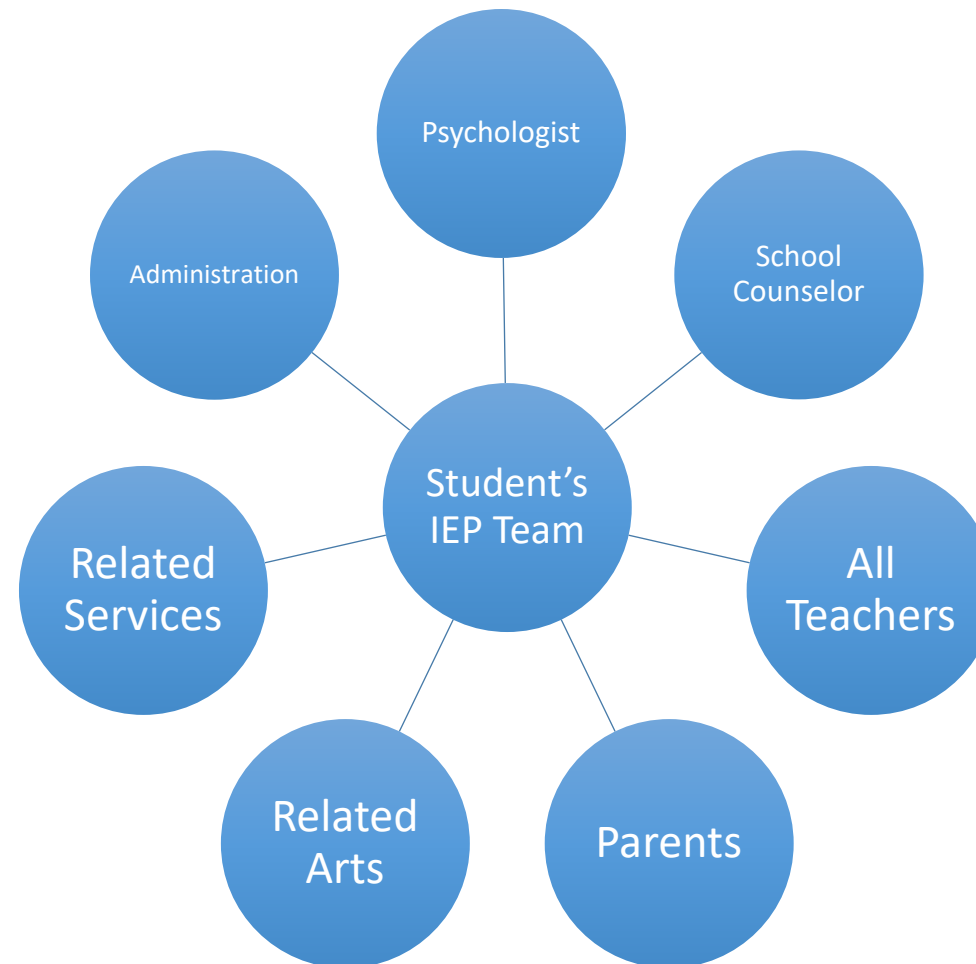 Psychologist
School
Counselor
All
Teachers
Parents
Related
Arts
Related
Services
Administration
Student’s
IEP Team